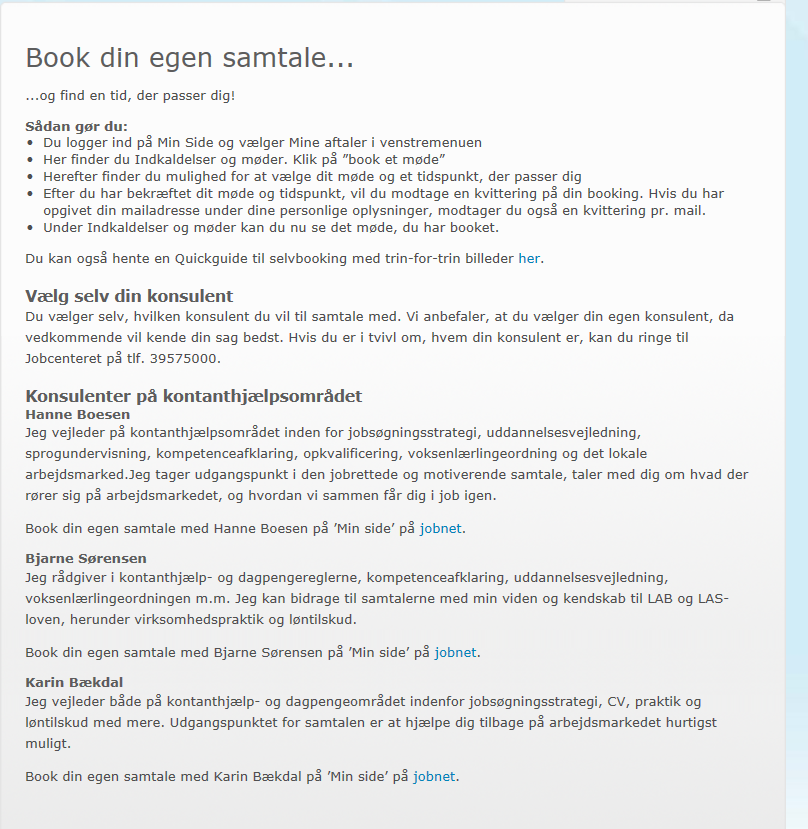 Book din egen samtale...
...og find en tid, der passer dig!
Sådan gør du:
• Du logger ind på Min Side og vælger Mine aftaler i venstremenuen
• Her finder du Indkaldelser og møder. Klik på ”book et møde”
• Herefter finder du mulighed for at vælge dit møde og et tidspunkt, der passer dig
• Efter du har bekræftet dit møde og tidspunkt, vil du modtage en kvittering på din booking. Hvis du har
opgivet din mailadresse under dine personlige oplysninger, modtager du også en kvittering pr. mail.
• Under Indkaldelser og møder kan du nu se det møde, du har booket.
Du kan også hente en Quickguide til selvbooking med trin-for-trin billeder her.
Vælg selv din konsulent
Du vælger selv, hvilken konsulent du vil til samtale med. Vi anbefaler, at du vælger din egen konsulent, da
vedkommende vil kende din sag bedst. Hvis du er i tvivl om, hvem din konsulent er, kan du ringe til
Jobcenteret på tlf. 39575000.
Konsulenter på kontanthjælpsområdet
Hanne Boesen
Jeg vejleder på kontanthjælpsområdet inden for jobsøgningsstrategi, uddannelsesvejledning,
sprogundervisning, kompetenceafklaring, opkvalificering, voksenlærlingeordning og det lokale
arbejdsmarked.Jeg tager udgangspunkt i den jobrettede og motiverende samtale, taler med dig om hvad der
rører sig på arbejdsmarkedet, og hvordan vi sammen får dig i job igen.
Book din egen samtale med Hanne Boesen på ’Min side’ på jobnet.
Bjarne Sørensen
Jeg rådgiver i kontanthjælp- og dagpengereglerne, kompetenceafklaring, uddannelsesvejledning,
voksenlærlingeordningen m.m. Jeg kan bidrage til samtalerne med min viden og kendskab til LAB og LAS-
loven, herunder virksomhedspraktik og løntilskud.
Book din egen samtale med Bjarne Sørensen på ’Min side’ på jobnet.
Karin Bækdal
Jeg vejleder både på kontanthjælp- og dagpengeområdet indenfor jobsøgningsstrategi, CV, praktik og
løntilskud med mere. Udgangspunktet for samtalen er at hjælpe dig tilbage på arbejdsmarkedet hurtigst
muligt.
Book din egen samtale med Karin Bækdal på ’Min side’ på jobnet.